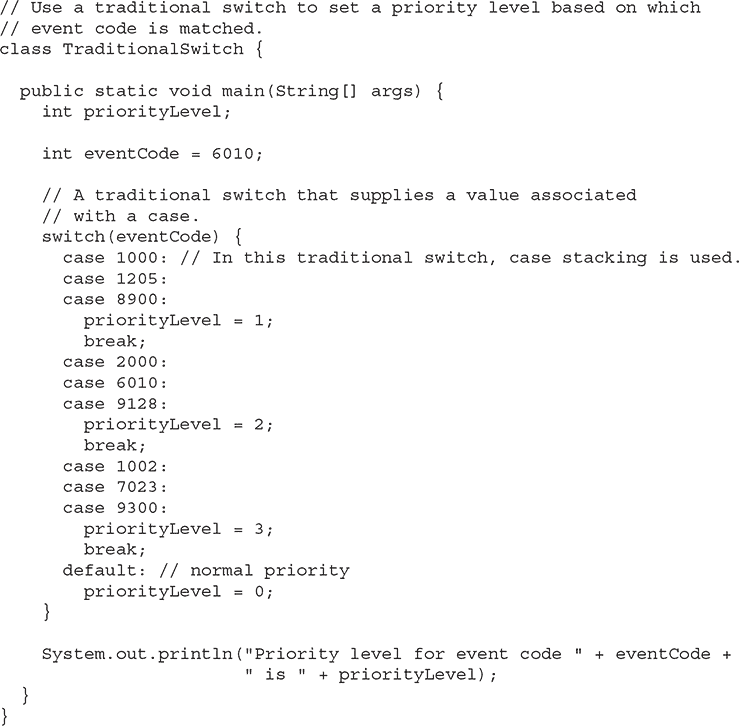 // Use a traditional switch to set a priority level based on which
// event code is matched.
class TraditionalSwitch {
  public static void main(String[] args) {
    int priorityLevel;
    int eventCode = 6010;
    // A traditional switch that supplies a value associated
    // with a case.
    switch(eventCode) {
      case 1000: // In this traditional switch, case stacking is used.
      case 1205:
      case 8900:
        priorityLevel = 1;
        break;
      case 2000:
      case 6010:
      case 9128:
        priorityLevel = 2;
        break;
      case 1002:
      case 7023:
      case 9300:
        priorityLevel = 3;
        break;
      default: // normal priority
        priorityLevel = 0;
    }
    System.out.println("Priority level for event code " + eventCode +
                       " is " + priorityLevel);
  }
}